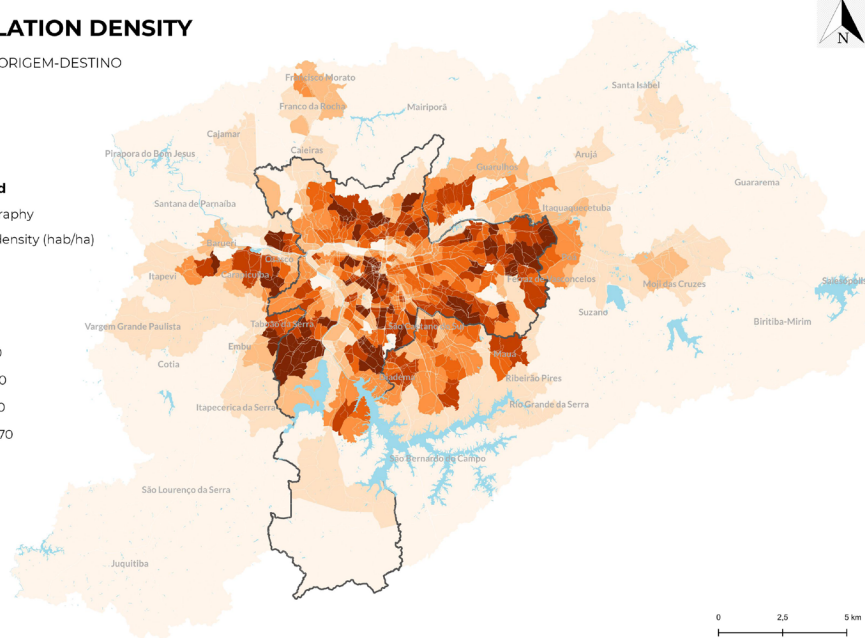 LATION DENSITY
ORIGEM-DESTINO
N
d
raphy
density (hab/ha)
0
0
0
70
Francisco Morato
Santa Isabel
Franco da Rocha
Mairiporã
Cajamar
Caleiras
Pirapora do Bom Jesus
Arujá
Guarulhos
Guararema
Santana de Parnaíba
Itaquaquecetuba
Barueri
Osasco
Itapevi
Carapicuíba
Ferraz de Vasconcelos
Mogi das Cruzes
Salesópolis
Suzano
Vargem Grande Paulista
Taboão da Serra
São Caetano do Sul
Biritiba-Mirim
Embu
Mauá
Cotia
Diadema
Ribeirão Pires
Itapecerica da Serra
Rio Grande da Serra
São Bernardo do Campo
São Lourenço da Serra
Juquitiba
0 2,5 5 km